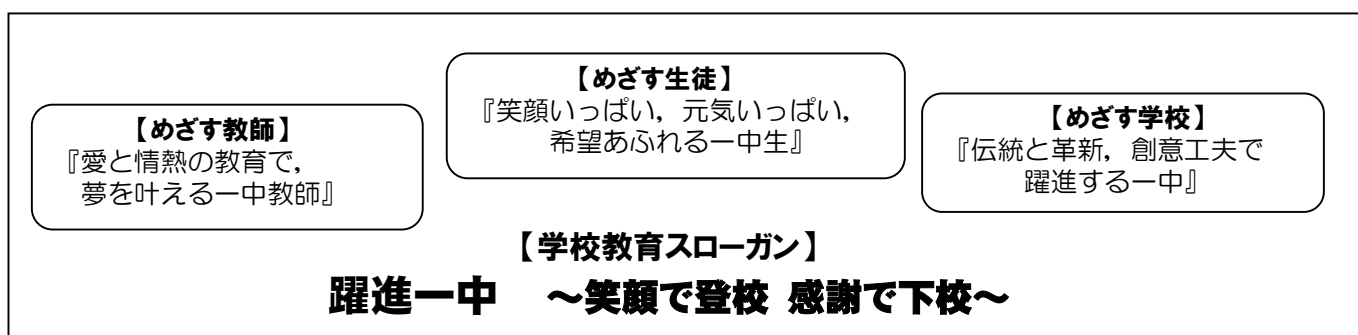 【めざす教師】
『愛と情熱の教育で，
夢を叶える一中教師』
【めざす生徒】
『笑顔いっぱい，元気いっぱい，
希望あふれる一中生』
【めざす学校】
『伝統と革新，創意工夫で
躍進する一中』
【学校教育スローガン】
躍進一中　～笑顔で登校 感謝で下校～